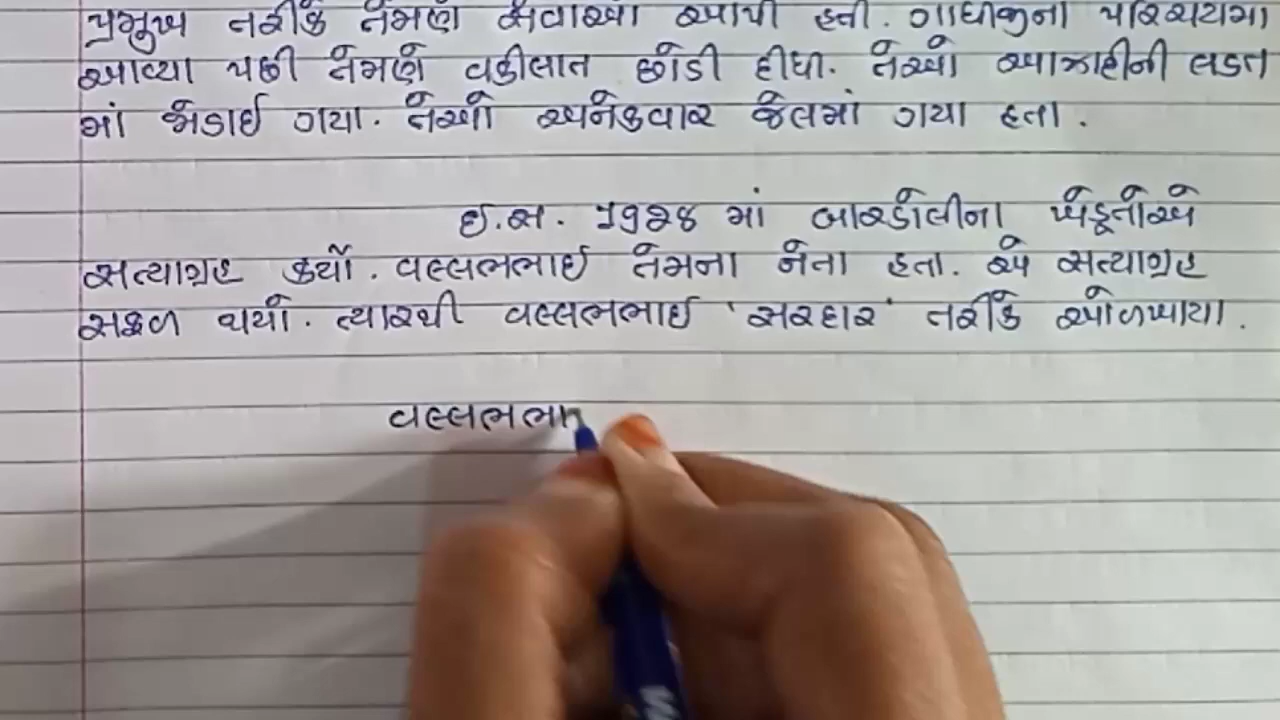 પ્રમુખ તરીકે તેમણે સેવાઓ આપી હતી. ગાંધીજીના પરિચયમાં
આવ્યા પછી તેમણે વકીલાત છોડી દીધી. તેઓ આઝાદીની લડત
માં જોડાઈ ગયા. તેઓ અનેકવાર જેલમાં ગયા હતા.
ઈ.સ. ૧૯૨૮ માં બારડોલીના ખેડૂતોએ
સત્યાગ્રહ કર્યો. વલ્લભભાઈ તેમના નેતા હતા. એ સત્યાગ્રહ
સફળ થયો. ત્યારથી વલ્લભભાઈ 'સરદાર' તરીકે ઓળખાયા.
વલ્લભભા